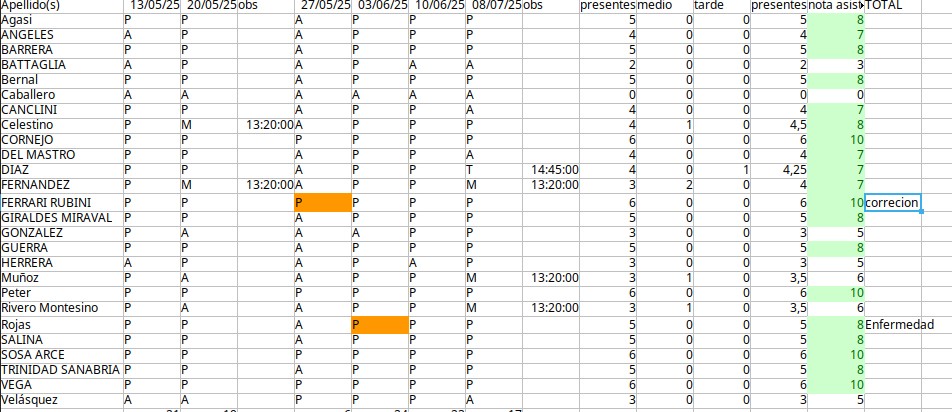 Apellido(s) 13/05/25 20/05/25 obs 27/05/25 03/06/25 10/06/25 08/07/25 obs presentes medio tarde presentes nota asist TOTAL
Agasi P P A P P P 5 0 0 5 8
ANGELES A P A P P P 4 0 0 4 7
BARRERA P P A P P P 5 0 0 5 8
BATTAGLIA A P A P A A 2 0 0 2 3
Bernal P P A P P P 5 0 0 5 8
Caballero A A A A A A 0 0 0 0 0
CANCLINI P P A P P A 4 0 0 4 7
Celestino P M 13:20:00 A P P P 4 1 0 4,5 8
CORNEJO P P P P P P 6 0 0 6 10
DEL MASTRO P P A P P A 4 0 0 4 7
DIAZ P P A P P T 14:45:00 4 0 1 4,25 7
FERNANDEZ P M 13:20:00 A P P M 13:20:00 3 2 0 4 7
FERRARI RUBINI P P P P P P 6 0 0 6 10 correcion
GIRALDES MIRAVAL P P A P P P 5 0 0 5 8
GONZALEZ P A A A P P 3 0 0 3 5
GUERRA P P A P P P 5 0 0 5 8
HERRERA A P A P A P 3 0 0 3 5
Muñoz P P A P A M 13:20:00 3 1 0 3,5 6
Peter P P P P P P 6 0 0 6 10
Rivero Montesino P A A P P M 13:20:00 3 1 0 3,5 6
Rojas P P A P P P 5 0 0 5 8 Enfermedad
SALINA P P A P P P 5 0 0 5 8
SOSA ARCE P P P P P P 6 0 0 6 10
TRINIDAD SANABRIA P P A P P P 5 0 0 5 8
VEGA P P P P P P 6 0 0 6 10
Velásquez A A P P P A 3 0 0 3 5